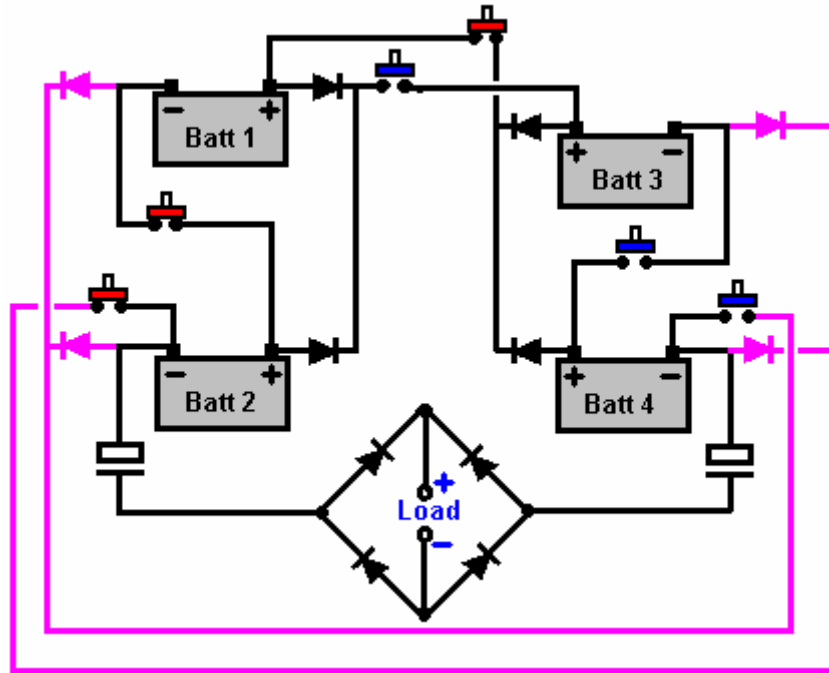 - +
Batt 1
+ -
Batt 3
- +
Batt 2
+ -
Batt 4
+
Load
-